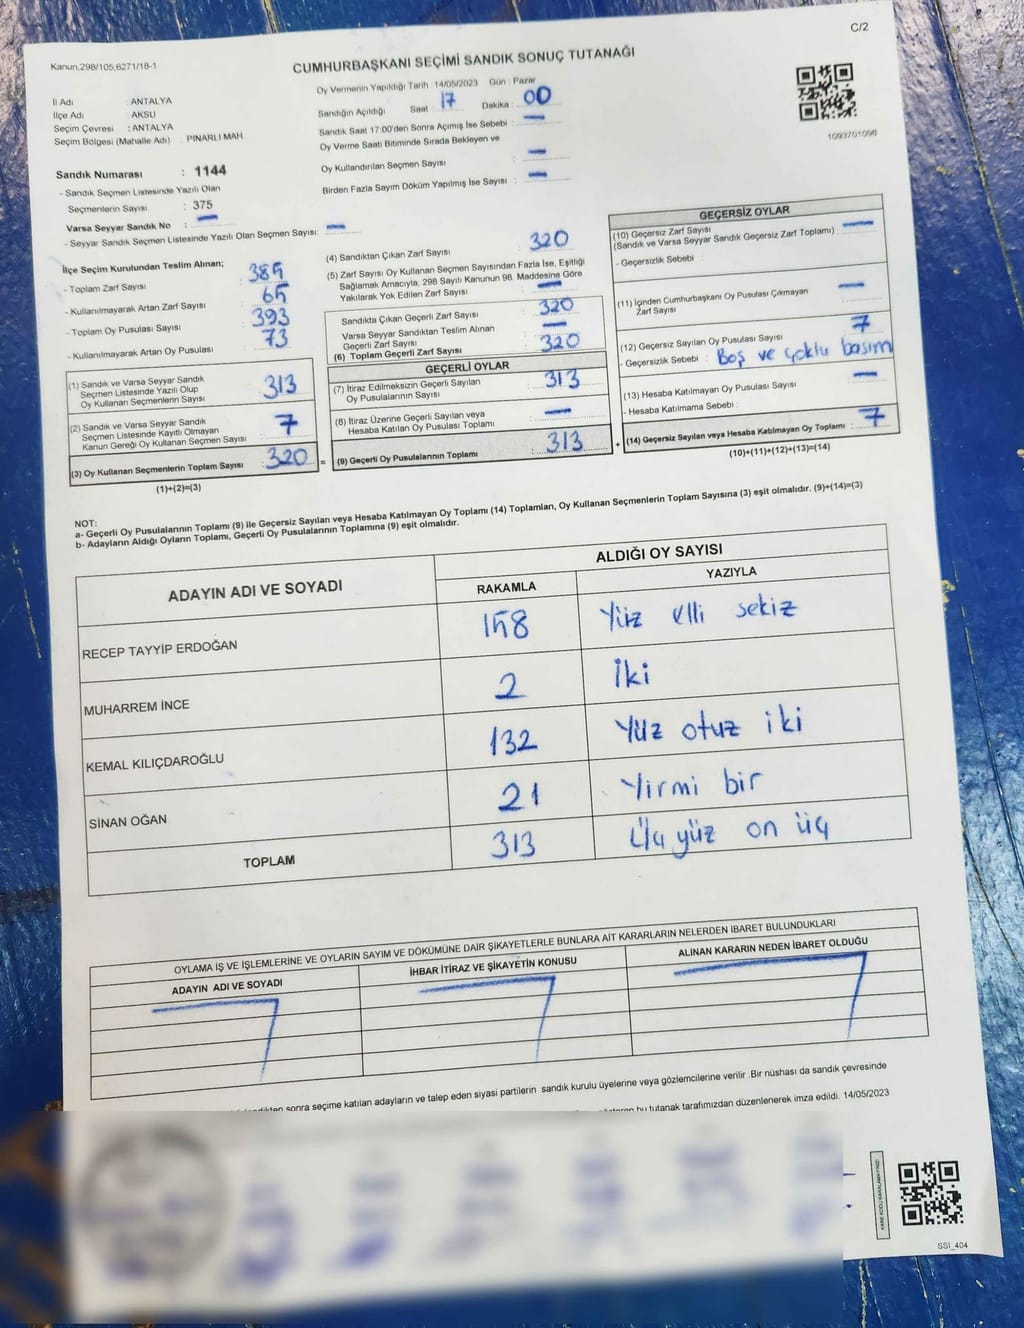 C/2
Kanun,298/105,6271/18-1
CUMHURBAŞKANI SEÇİMİ SANDIK SONUÇ TUTANAĞI
Oy Vermenin Yapıldığı Tarih :14/05/2023 Gün : Pazar
İl Adı : ANTALYA
İlçe Adı : AKSU
Seçim Çevresi : ANTALYA
Seçim Bölgesi (Mahalle Adı) : PINARLI MAH.
Sandığın Açıldığı Saat 17 Dakika : 00
Sandık Saat 17:00'den Sonra Açımış İse Sebebi : —
Oy Verme Saati Bitiminde Sırada Bekleyen ve
Oy Kullandırılan Seçmen Sayısı : —
Birden Fazla Sayım Döküm Yapılmış İse Sayısı : —
1093701098
Sandık Numarası : 1144
- Sandık Seçmen Listesinde Yazılı Olan
Seçmenlerin Sayısı : 375
Varsa Seyyar Sandık No : —
- Seyyar Sandık Seçmen Listesinde Yazılı Olan Seçmen Sayısı: —
İlçe Seçim Kurulundan Teslim Alınan;
- Toplam Zarf Sayısı 385
- Kullanılmayarak Artan Zarf Sayısı 65
- Toplam Oy Pusulası Sayısı 393
- Kullanılmayarak Artan Oy Pusulası 73
(1) Sandık ve Varsa Seyyar Sandık
Seçmen Listesinde Yazılı Olup
Oy Kullanan Seçmenlerin Sayısı 313
(2) Sandık ve Varsa Seyyar Sandık
Seçmen Listesinde Kayıtlı Olmayan
Kanun Gereği Oy Kullanan Seçmen Sayısı 7
(3) Oy Kullanan Seçmenlerin Toplam Sayısı : 320 =
(1)+(2)=(3)
(4) Sandıktan Çıkan Zarf Sayısı 320
(5) Zarf Sayısı Oy Kullanan Seçmen Sayısından Fazla İse, Eşitliği
Sağlamak Amacıyla; 298 Sayılı Kanunun 98. Maddesine Göre
Yakılarak Yok Edilen Zarf Sayısı —
Sandıkta Çıkan Geçerli Zarf Sayısı : 320
Varsa Seyyar Sandıktan Teslim Alınan
Geçerli Zarf Sayısı —
(6) Toplam Geçerli Zarf Sayısı 320
GEÇERLİ OYLAR
(7) İtiraz Edilmeksizin Geçerli Sayılan
Oy Pusulalarının Sayısı : 313
(8) İtiraz Üzerine Geçerli Sayılan veya
Hesaba Katılan Oy Pusulası Toplamı : —
(9) Geçerli Oy Pusulalarının Toplamı : 313 +
GEÇERSİZ OYLAR
(10) Geçersiz Zarf Sayısı
(Sandık ve Varsa Seyyar Sandık Geçersiz Zarf Toplamı) : —
- Geçersizlik Sebebi :
(11) İçinden Cumhurbaşkanı Oy Pusulası Çıkmayan
Zarf Sayısı —
(12) Geçersiz Sayılan Oy Pusulası Sayısı : 7
- Geçersizlik Sebebi : Boş ve çoklu basım
(13) Hesaba Katılmayan Oy Pusulası Sayısı : —
- Hesaba Katılmama Sebebi :
(14) Geçersiz Sayılan veya Hesaba Katılmayan Oy Toplamı : 7
(10)+(11)+(12)+(13)=(14)
NOT:
a- Geçerli Oy Pusulalarının Toplamı (9) ile Geçersiz Sayılan veya Hesaba Katılmayan Oy Toplamı (14) Toplamları, Oy Kullanan Seçmenlerin Toplam Sayısına (3) eşit olmalıdır. (9)+(14)=(3)
b- Adayların Aldığı Oyların Toplamı, Geçerli Oy Pusulalarının Toplamına (9) eşit olmalıdır.
ADAYIN ADI VE SOYADI
ALDIĞI OY SAYISI
RAKAMLA YAZIYLA
RECEP TAYYİP ERDOĞAN 158 Yüz elli sekiz
MUHARREM İNCE 2 İki
KEMAL KILIÇDAROĞLU 132 Yüz otuz iki
SİNAN OĞAN 21 Yirmi bir
TOPLAM 313 Üç yüz on üç
OYLAMA İŞ VE İŞLEMLERİNE VE OYLARIN SAYIM VE DÖKÜMÜNE DAİR ŞİKAYETLERLE BUNLARA AİT KARARLARIN NELERDEN İBARET BULUNDUKLARI
ADAYIN ADI VE SOYADI
İHBAR İTİRAZ VE ŞİKAYETİN KONUSU
ALINAN KARARIN NEDEN İBARET OLDUĞU
sonra seçime katılan adayların ve talep eden siyasi partilerin sandık kurulu üyelerine veya gözlemcilerine verilir .Bir nüshası da sandık çevresinde
bu tutanak tarafımızdan düzenlenerek imza edildi. 14/05/2023
SSİ_404